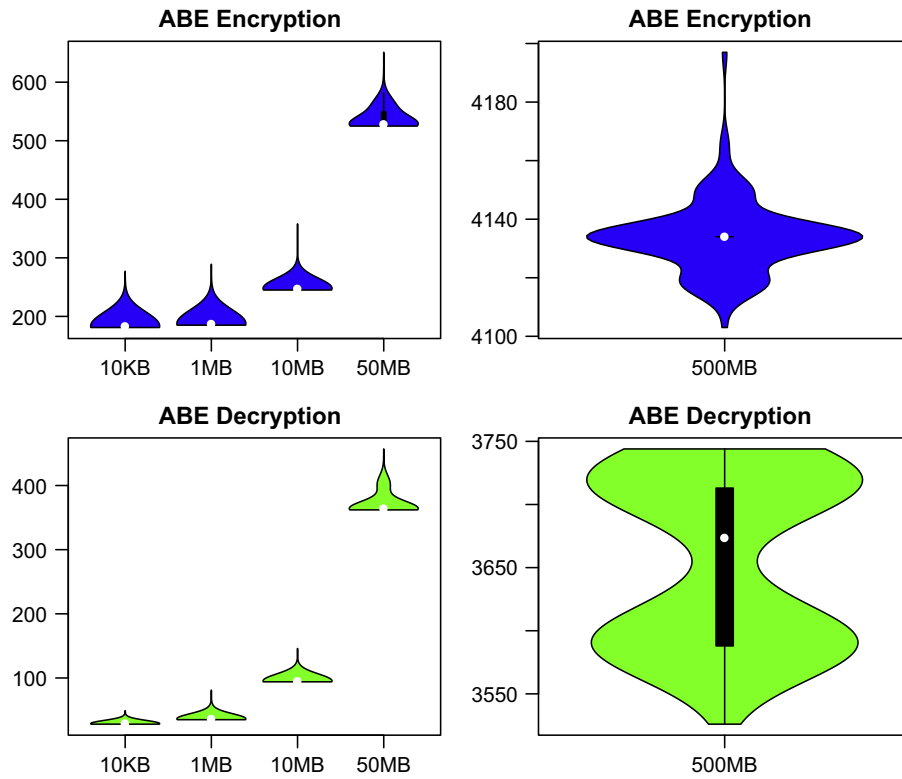 ABE Encryption
600
500
400
300
200
10KB 1MB 10MB 50MB
ABE Encryption
4180
4140
4100
500MB
ABE Decryption
400
300
200
100
10KB 1MB 10MB 50MB
ABE Decryption
3750
3650
3550
500MB